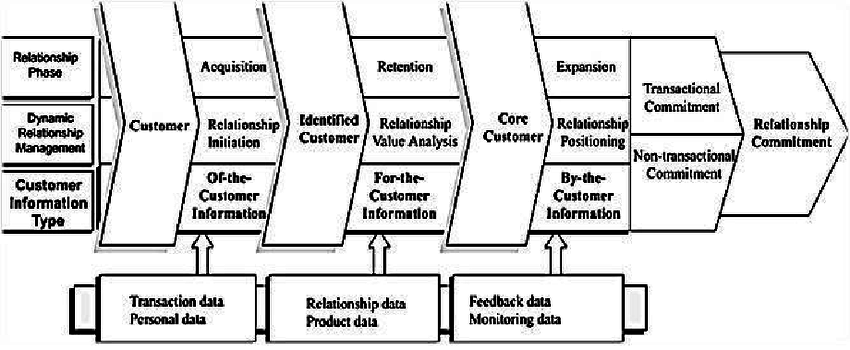 Relationship
Phase
Acquisition
Retention
Expansion
Dynamic
Relationship
Management
Customer
Relationship
Initiation
Identified
Customer
Relationship
Value Analysis
Core
Customer
Relationship
Positioning
Transactional
Commitment
Non-transactional
Commitment
Relationship
Commitment
Customer
Information
Type
Of-the-
Customer
Information
For-the-
Customer
Information
By-the-
Customer
Information
Transaction data
Personal data
Relationship data
Product data
Feedback data
Monitoring data